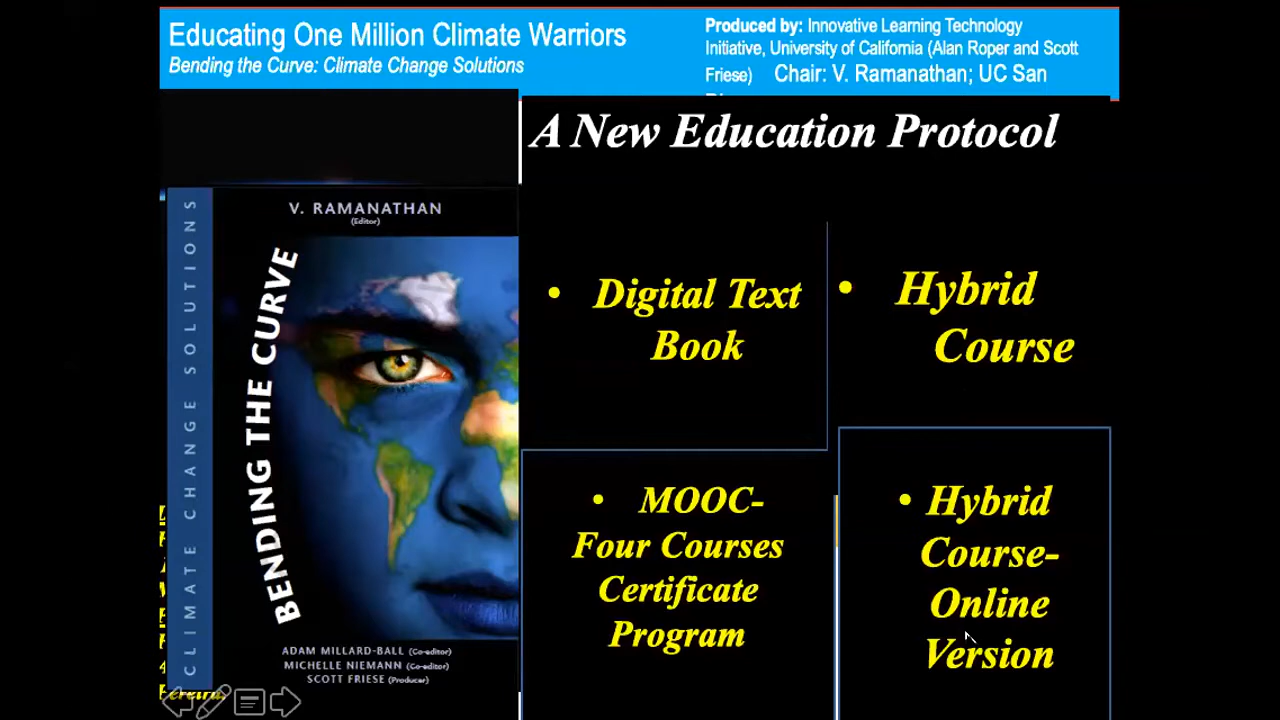 Educating One Million Climate Warriors
Bending the Curve: Climate Change Solutions
Produced by: Innovative Learning Technology
Initiative, University of California (Alan Roper and Scott
Friese) Chair: V. Ramanathan; UC San
A New Education Protocol
CLIMATE CHANGE SOLUTIONS
V. RAMANATHAN
(Editor)
BENDING THE CURVE
ADAM MILLARD-BALL (Co-editor)
MICHELLE NIEMANN (Co-editor)
SCOTT FRIESE (Producer)
• Digital Text
Book
• Hybrid
Course
• MOOC-
Four Courses
Certificate
Program
• Hybrid
Course-
Online
Version